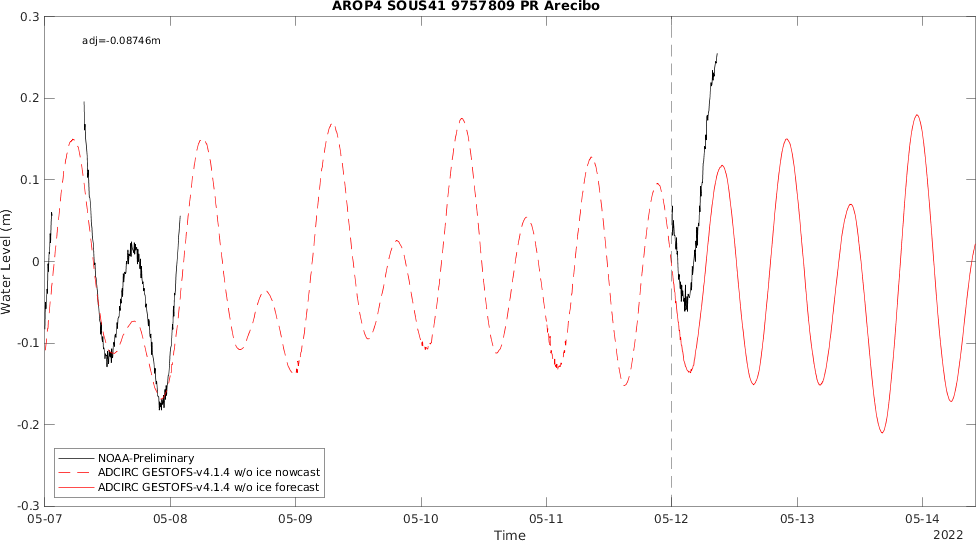 AROP4 SOUS41 9757809 PR Arecibo
adj=-0.08746m
0.3
0.2
0.1
0
-0.1
-0.2
-0.3
Water Level (m)
NOAA-Preliminary
ADCIRC GESTOFS-v4.1.4 w/o ice nowcast
ADCIRC GESTOFS-v4.1.4 w/o ice forecast
05-07 05-08 05-09 05-10 05-11 05-12 05-13 05-14
Time
2022